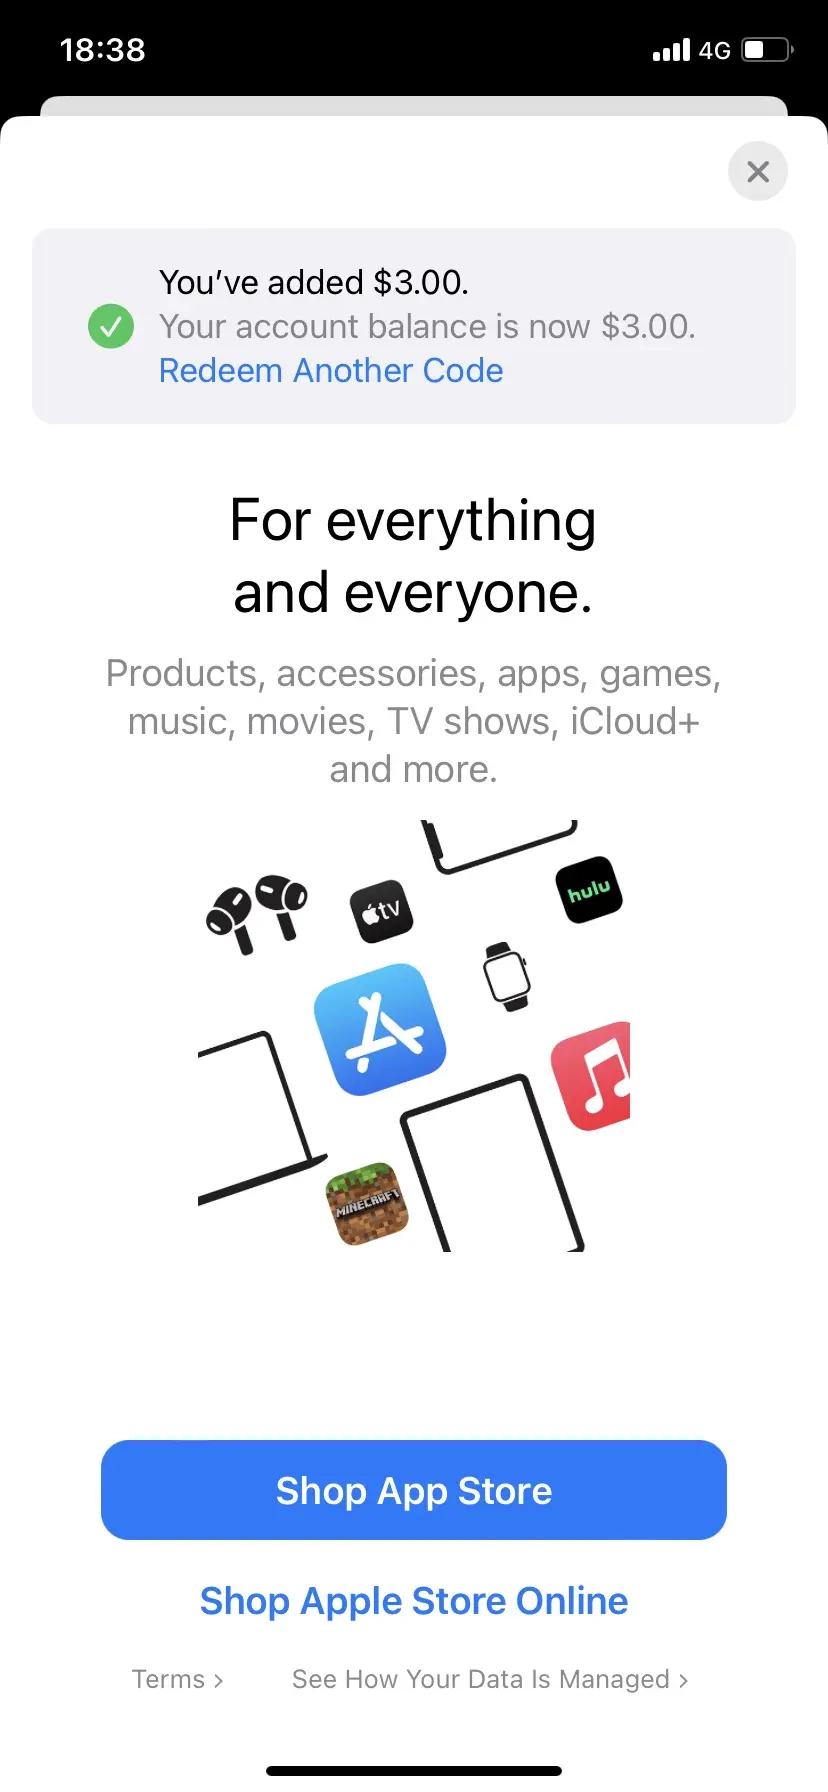 18:38
4G
You’ve added $3.00.
Your account balance is now $3.00.
Redeem Another Code
For everything
and everyone.
Products, accessories, apps, games,
music, movies, TV shows, iCloud+
and more.
tv
hulu
MINECRAFT
Shop App Store
Shop Apple Store Online
Terms >
See How Your Data Is Managed >